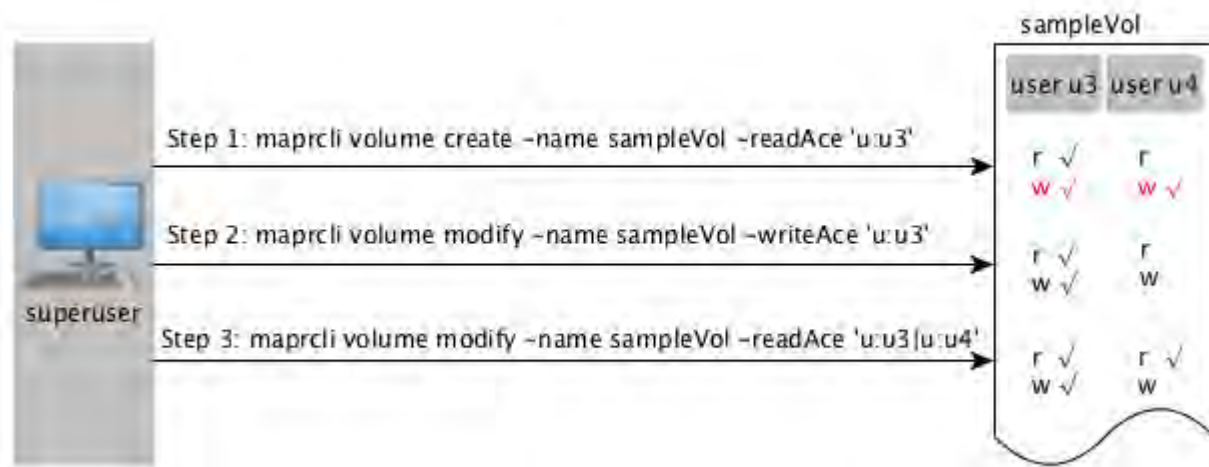 sampleVol
user u3 user u4
Step 1: maprcli volume create -name sampleVol -readAce 'u:u3'
r √ r
w √ w √
Step 2: maprcli volume modify -name sampleVol -writeAce 'u:u3'
r √ r
w √ w
superuser
Step 3: maprcli volume modify -name sampleVol -readAce 'u:u3|u:u4'
r √ r √
w √ w